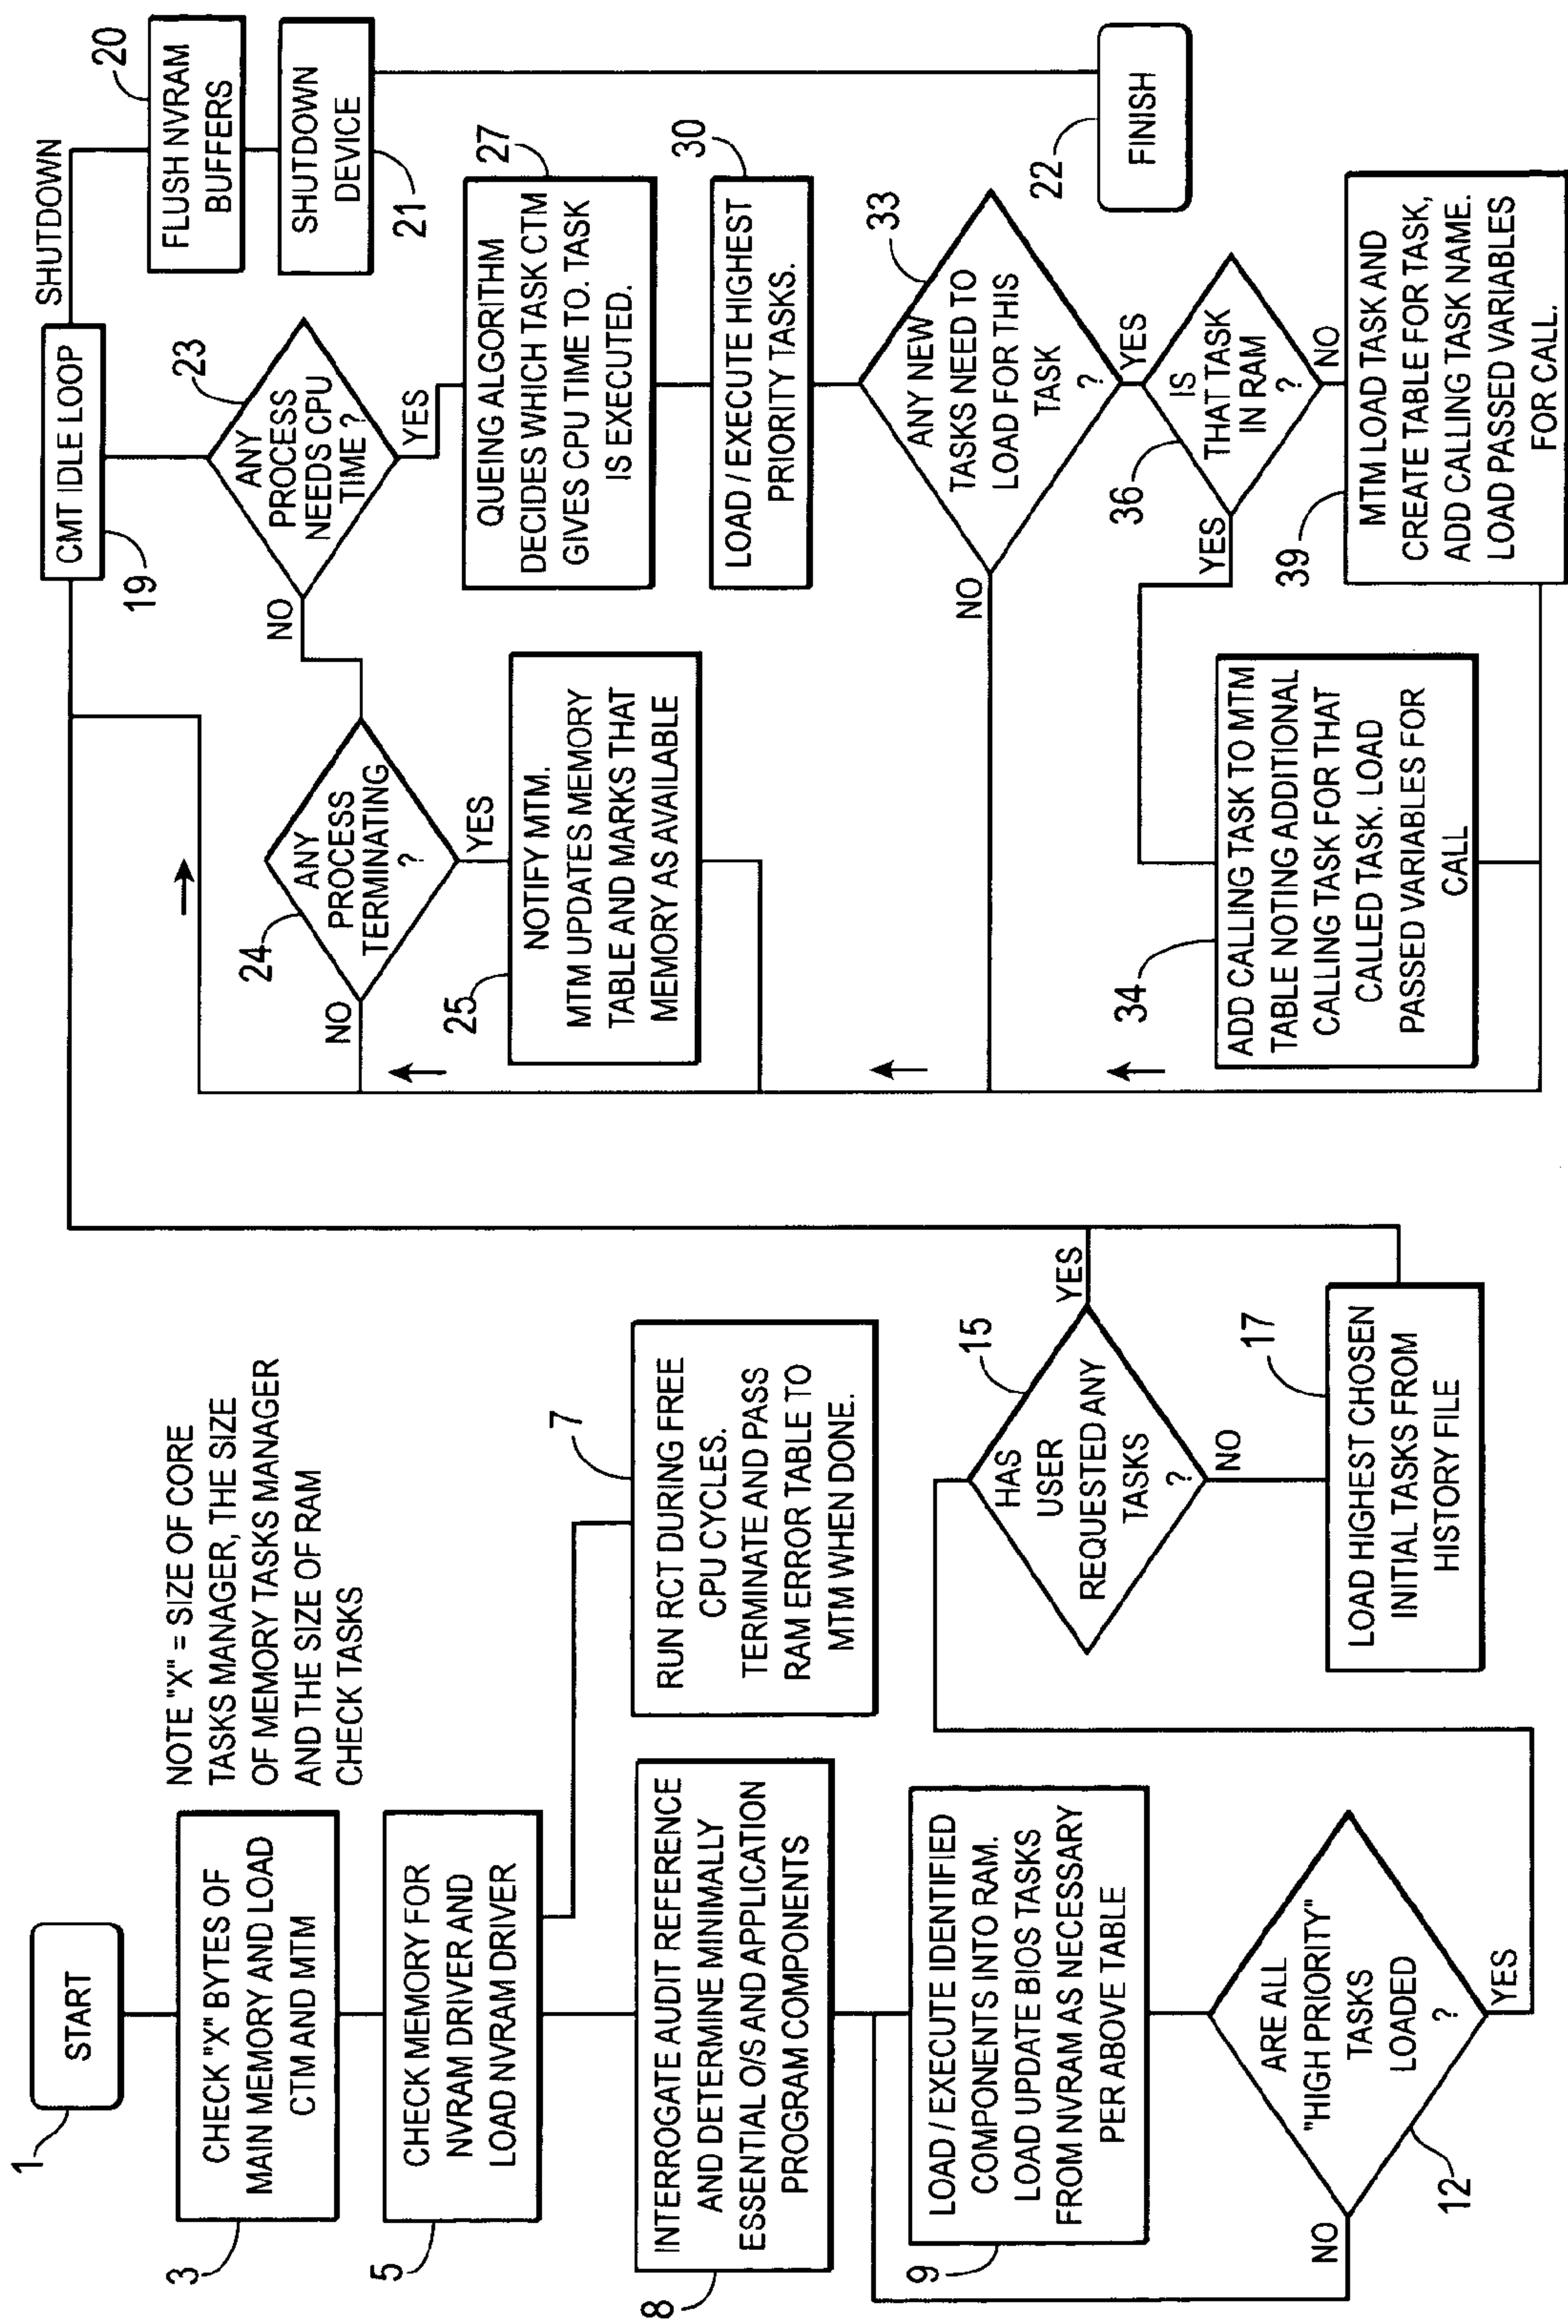 1
START
3
CHECK "X" BYTES OF
MAIN MEMORY AND LOAD
CTM AND MTM
NOTE "X" = SIZE OF CORE
TASKS MANAGER, THE SIZE
OF MEMORY TASKS MANAGER
AND THE SIZE OF RAM
CHECK TASKS
5
CHECK MEMORY FOR
NVRAM DRIVER AND
LOAD NVRAM DRIVER
7
RUN RCT DURING FREE
CPU CYCLES.
TERMINATE AND PASS
RAM ERROR TABLE TO
MTM WHEN DONE.
8
INTERROGATE AUDIT REFERENCE
AND DETERMINE MINIMALLY
ESSENTIAL O/S AND APPLICATION
PROGRAM COMPONENTS
9
LOAD / EXECUTE IDENTIFIED
COMPONENTS INTO RAM.
LOAD UPDATE BIOS TASKS
FROM NVRAM AS NECESSARY
PER ABOVE TABLE
12
ARE ALL
"HIGH PRIORITY"
TASKS
LOADED
?
NO
YES
15
HAS
USER
REQUESTED ANY
TASKS
?
YES
NO
17
LOAD HIGHEST CHOSEN
INITIAL TASKS FROM
HISTORY FILE
CMT IDLE LOOP
19
SHUTDOWN
20
FLUSH NVRAM
BUFFERS
SHUTDOWN
DEVICE
21
22
FINISH
23
ANY
PROCESS
NEEDS CPU
TIME ?
NO
YES
24
ANY
PROCESS
TERMINATING
?
NO
YES
25
NOTIFY MTM.
MTM UPDATES MEMORY
TABLE AND MARKS THAT
MEMORY AS AVAILABLE
27
QUEING ALGORITHM
DECIDES WHICH TASK CTM
GIVES CPU TIME TO. TASK
IS EXECUTED.
30
LOAD / EXECUTE HIGHEST
PRIORITY TASKS.
33
ANY NEW
TASKS NEED TO
LOAD FOR THIS
TASK
?
NO
YES
36
IS
THAT TASK
IN RAM
?
YES
NO
34
ADD CALLING TASK TO MTM
TABLE NOTING ADDITIONAL
CALLING TASK FOR THAT
CALLED TASK. LOAD
PASSED VARIABLES FOR
CALL
39
MTM LOAD TASK AND
CREATE TABLE FOR TASK,
ADD CALLING TASK NAME.
LOAD PASSED VARIABLES
FOR CALL.